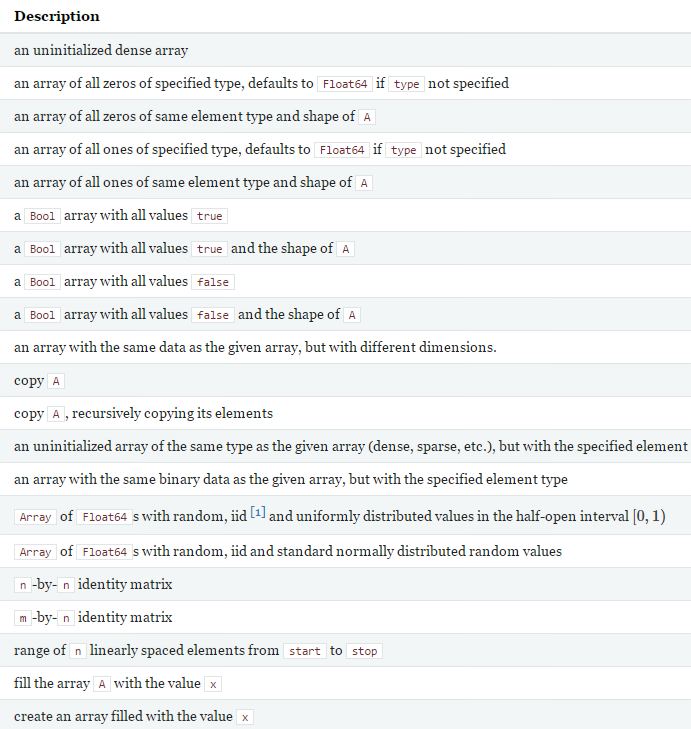 Description
an uninitialized dense array
an array of all zeros of specified type, defaults to Float64 if type not specified
an array of all zeros of same element type and shape of A
an array of all ones of specified type, defaults to Float64 if type not specified
an array of all ones of same element type and shape of A
a Bool array with all values true
a Bool array with all values true and the shape of A
a Bool array with all values false
a Bool array with all values false and the shape of A
an array with the same data as the given array, but with different dimensions.
copy A
copy A, recursively copying its elements
an uninitialized array of the same type as the given array (dense, sparse, etc.), but with the specified element
an array with the same binary data as the given array, but with the specified element type
Array of Float64s with random, iid [1] and uniformly distributed values in the half-open interval [0, 1)
Array of Float64s with random, iid and standard normally distributed random values
n-by-n identity matrix
m-by-n identity matrix
range of n linearly spaced elements from start to stop
fill the array A with the value x
create an array filled with the value x